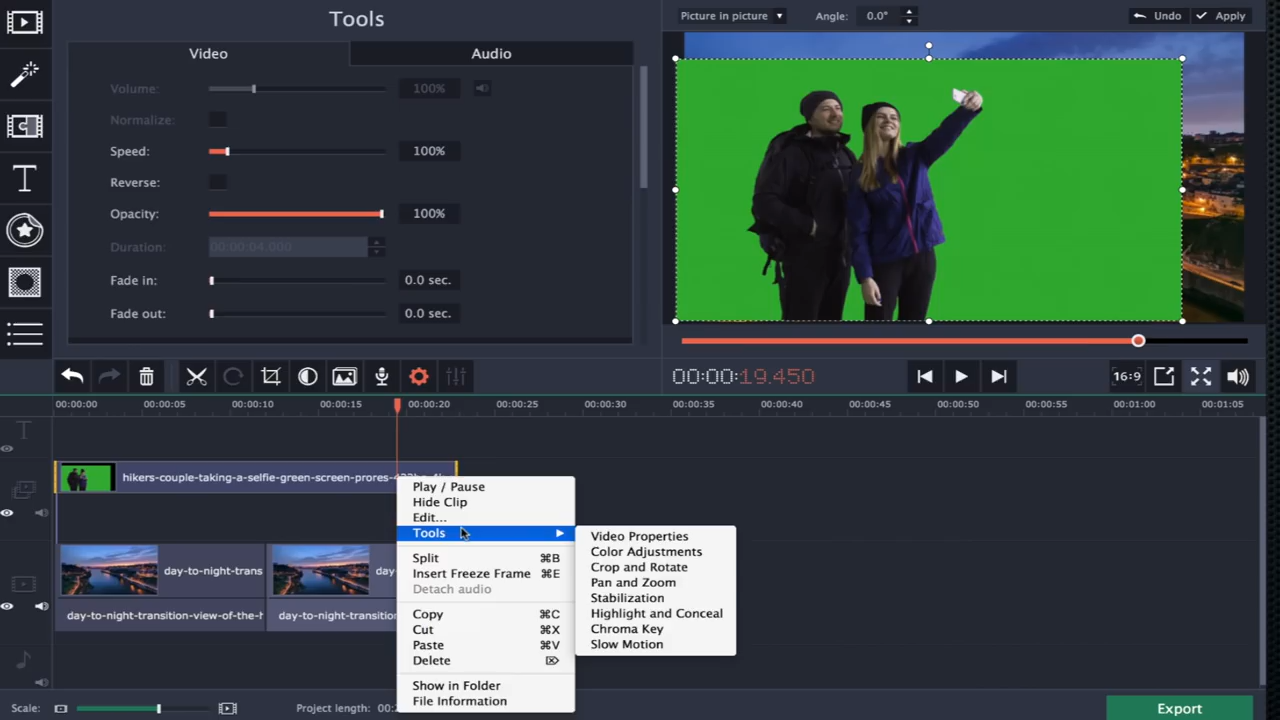 Tools
Picture in picture ▼
Angle: 0.0°
Undo
Apply
Video
Audio
Volume: 100%
Normalize:
Speed: 100%
Reverse:
Opacity: 100%
Duration: 00:00:04.000
Fade in: 0.0 sec.
Fade out: 0.0 sec.
T
00:00:19.450
16:9
00:00:00 00:00:05 00:00:10 00:00:15 00:00:20 00:00:25 00:00:30 00:00:35 00:00:40 00:00:45 00:00:50 00:00:55 00:01:00 00:01:05
T
hikers-couple-taking-a-selfie-green-screen-prores-
Play / Pause
Hide Clip
Edit...
Tools
Split ⌘B
Insert Freeze Frame ⌘E
Detach audio
Copy ⌘C
Cut ⌘X
Paste ⌘V
Delete ⌦
Show in Folder
File Information
Video Properties
Color Adjustments
Crop and Rotate
Pan and Zoom
Stabilization
Highlight and Conceal
Chroma Key
Slow Motion
day-to-night-trans
day-to-night-transition-view-of-the-h
day-to-night-transition-view-of-t
Scale:
Project length: 00:
Export